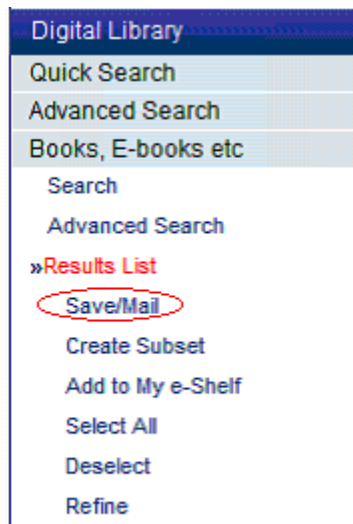 Digital Library
Quick Search
Advanced Search
Books, E-books etc
Search
Advanced Search
»Results List
Save/Mail
Create Subset
Add to My e-Shelf
Select All
Deselect
Refine